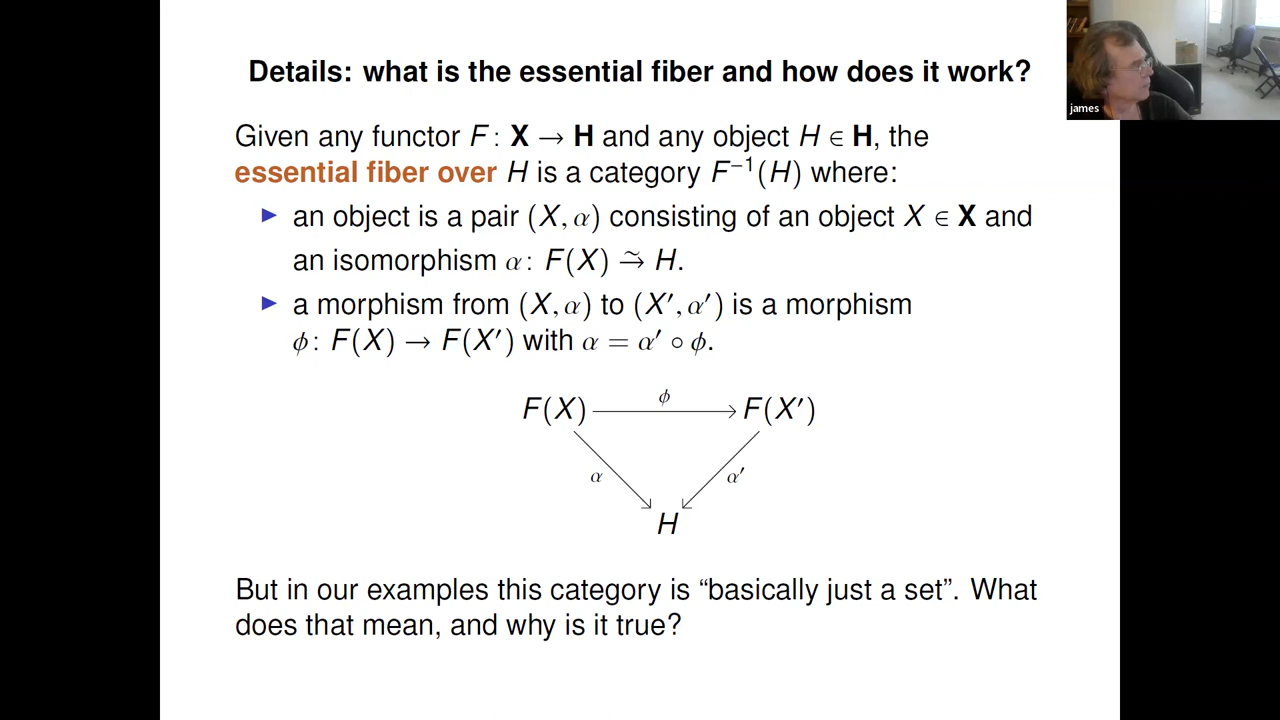 Details: what is the essential fiber and how does it work?
james
Given any functor F : X → H and any object H ∈ H, the
essential fiber over H is a category F⁻¹(H) where:
▶ an object is a pair (X, α) consisting of an object X ∈ X and
an isomorphism α : F(X) ⥲ H.
▶ a morphism from (X, α) to (X′, α′) is a morphism
ϕ : F(X) → F(X′) with α = α′ ∘ ϕ.
ϕ
F(X) F(X′)
α α′
H
But in our examples this category is “basically just a set”. What
does that mean, and why is it true?